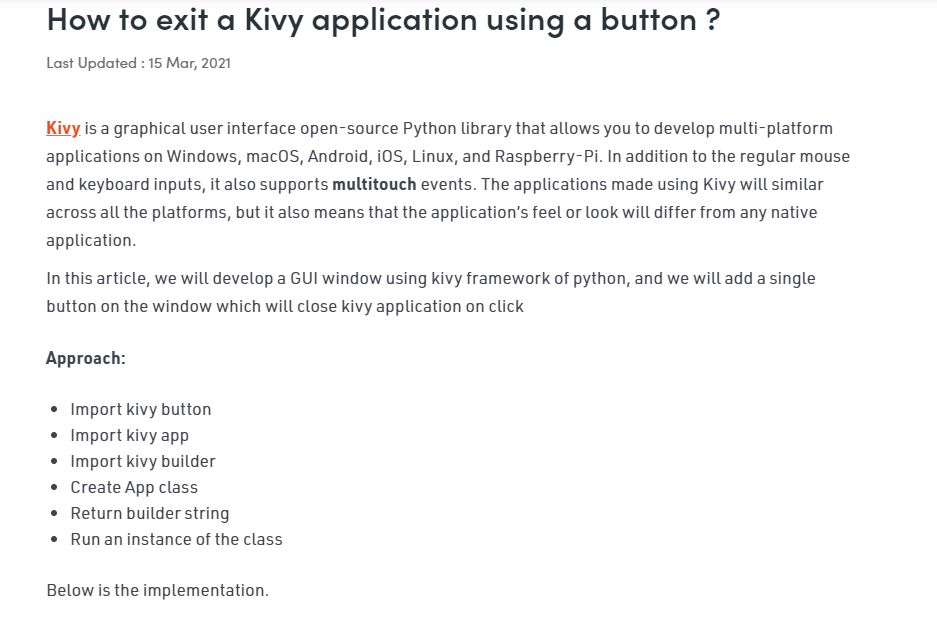 How to exit a Kivy application using a button ?
Last Updated : 15 Mar, 2021
Kivy is a graphical user interface open-source Python library that allows you to develop multi-platform
applications on Windows, macOS, Android, iOS, Linux, and Raspberry-Pi. In addition to the regular mouse
and keyboard inputs, it also supports multitouch events. The applications made using Kivy will similar
across all the platforms, but it also means that the application’s feel or look will differ from any native
application.
In this article, we will develop a GUI window using kivy framework of python, and we will add a single
button on the window which will close kivy application on click
Approach:
• Import kivy button
• Import kivy app
• Import kivy builder
• Create App class
• Return builder string
• Run an instance of the class
Below is the implementation.